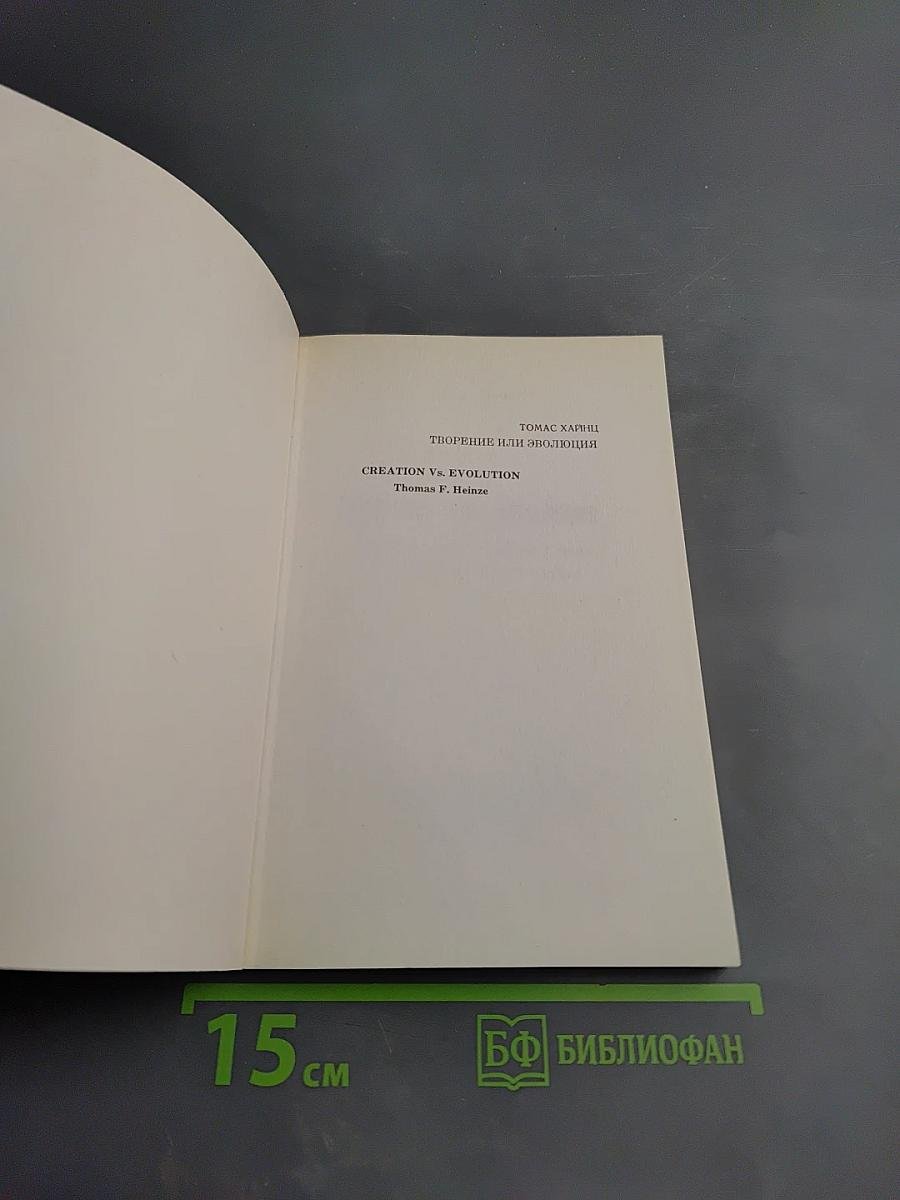 ТОМАС ХАЙНЦ
ТВОРЕНИЕ ИЛИ ЭВОЛЮЦИЯ
CREATION Vs. EVOLUTION
Thomas F. Heinze
15 см
БФ БИБЛИОФАН